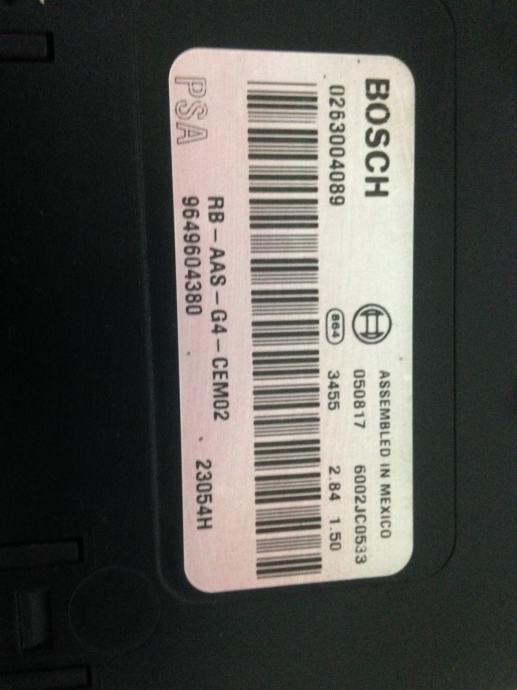 BOSCH
ASSEMBLED IN MEXICO
050817 6002JC0533
0263004089 864 3455 2.84 1.50
RB-AAS-G4-CEM02
PSA 9649604380 23054H